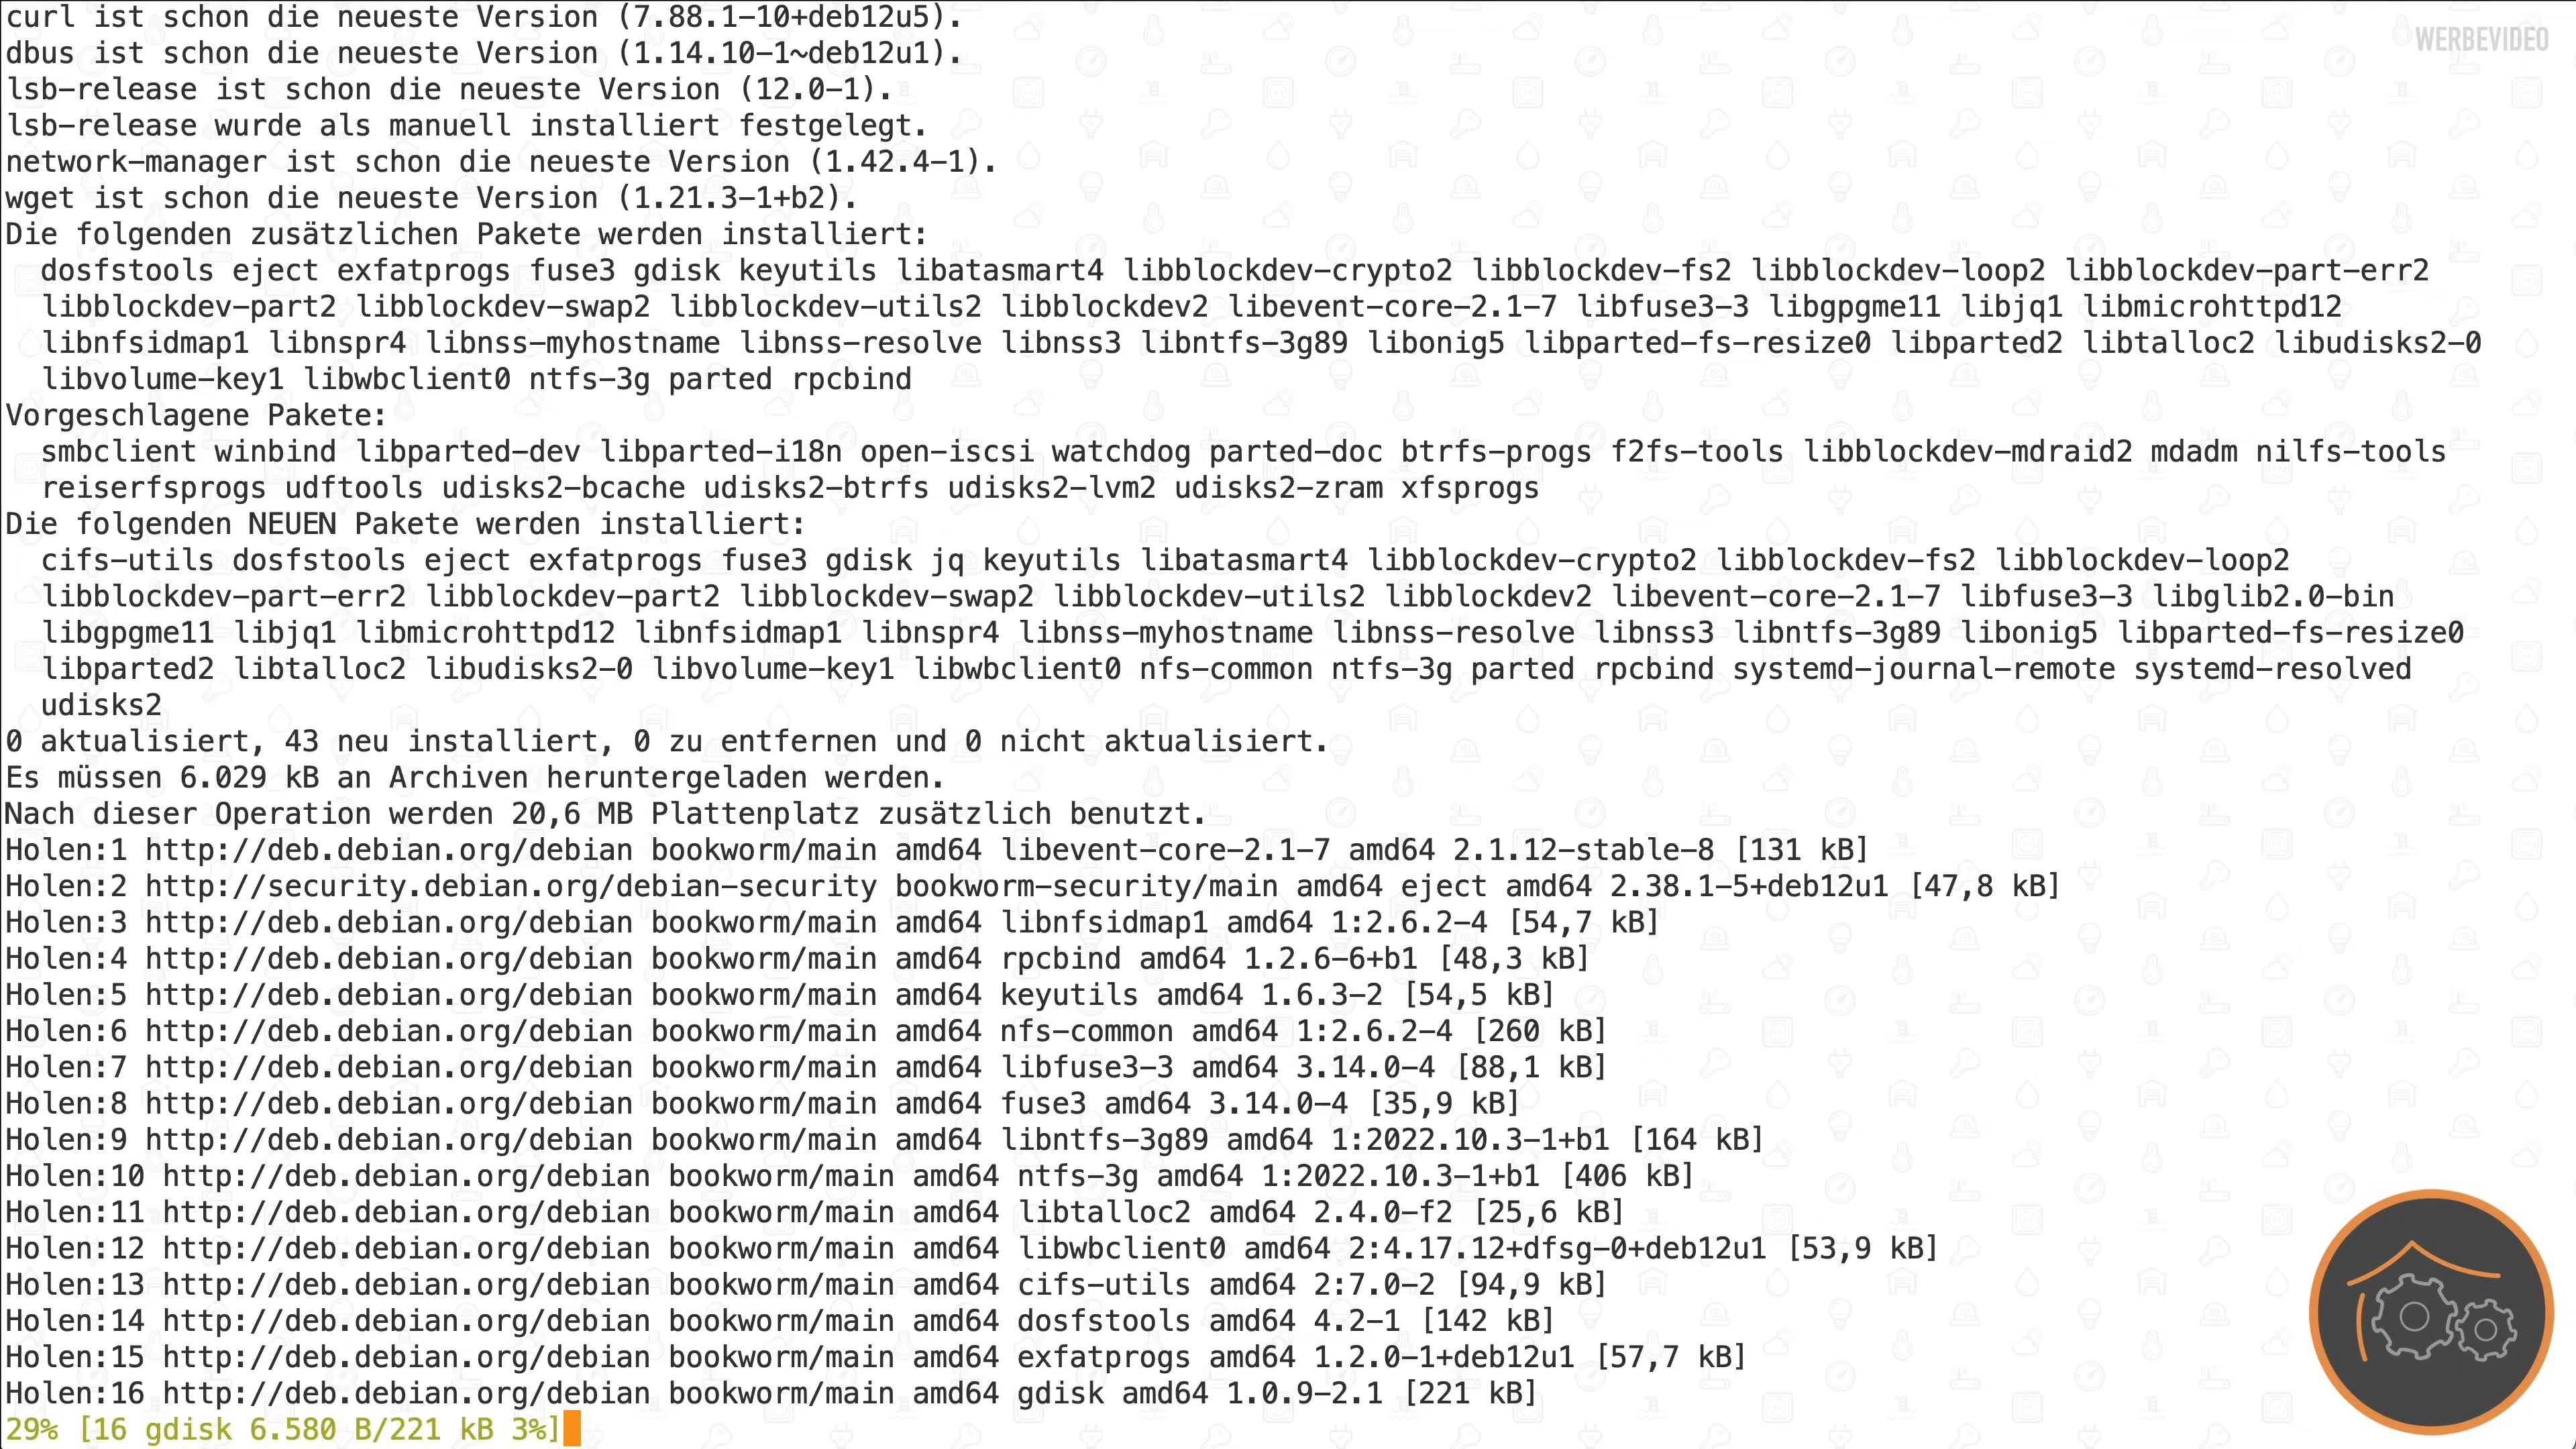 curl ist schon die neueste Version (7.88.1-10+deb12u5).
WERBEVIDEO
dbus ist schon die neueste Version (1.14.10-1~deb12u1).
lsb-release ist schon die neueste Version (12.0-1).
lsb-release wurde als manuell installiert festgelegt.
network-manager ist schon die neueste Version (1.42.4-1).
wget ist schon die neueste Version (1.21.3-1+b2).
Die folgenden zusätzlichen Pakete werden installiert:
  dosfstools eject exfatprogs fuse3 gdisk keyutils libatasmart4 libblockdev-crypto2 libblockdev-fs2 libblockdev-loop2 libblockdev-part-err2
  libblockdev-part2 libblockdev-swap2 libblockdev-utils2 libblockdev2 libevent-core-2.1-7 libfuse3-3 libgpgme11 libjq1 libmicrohttpd12
  libnfsidmap1 libnspr4 libnss-myhostname libnss-resolve libnss3 libntfs-3g89 libonig5 libparted-fs-resize0 libparted2 libtalloc2 libudisks2-0
  libvolume-key1 libwbclient0 ntfs-3g parted rpcbind
Vorgeschlagene Pakete:
  smbclient winbind libparted-dev libparted-i18n open-iscsi watchdog parted-doc btrfs-progs f2fs-tools libblockdev-mdraid2 mdadm nilfs-tools
  reiserfsprogs udftools udisks2-bcache udisks2-btrfs udisks2-lvm2 udisks2-zram xfsprogs
Die folgenden NEUEN Pakete werden installiert:
  cifs-utils dosfstools eject exfatprogs fuse3 gdisk jq keyutils libatasmart4 libblockdev-crypto2 libblockdev-fs2 libblockdev-loop2
  libblockdev-part-err2 libblockdev-part2 libblockdev-swap2 libblockdev-utils2 libblockdev2 libevent-core-2.1-7 libfuse3-3 libglib2.0-bin
  libgpgme11 libjq1 libmicrohttpd12 libnfsidmap1 libnspr4 libnss-myhostname libnss-resolve libnss3 libntfs-3g89 libonig5 libparted-fs-resize0
  libparted2 libtalloc2 libudisks2-0 libvolume-key1 libwbclient0 nfs-common ntfs-3g parted rpcbind systemd-journal-remote systemd-resolved
  udisks2
0 aktualisiert, 43 neu installiert, 0 zu entfernen und 0 nicht aktualisiert.
Es müssen 6.029 kB an Archiven heruntergeladen werden.
Nach dieser Operation werden 20,6 MB Plattenplatz zusätzlich benutzt.
Holen:1 http://deb.debian.org/debian bookworm/main amd64 libevent-core-2.1-7 amd64 2.1.12-stable-8 [131 kB]
Holen:2 http://security.debian.org/debian-security bookworm-security/main amd64 eject amd64 2.38.1-5+deb12u1 [47,8 kB]
Holen:3 http://deb.debian.org/debian bookworm/main amd64 libnfsidmap1 amd64 1:2.6.2-4 [54,7 kB]
Holen:4 http://deb.debian.org/debian bookworm/main amd64 rpcbind amd64 1.2.6-6+b1 [48,3 kB]
Holen:5 http://deb.debian.org/debian bookworm/main amd64 keyutils amd64 1.6.3-2 [54,5 kB]
Holen:6 http://deb.debian.org/debian bookworm/main amd64 nfs-common amd64 1:2.6.2-4 [260 kB]
Holen:7 http://deb.debian.org/debian bookworm/main amd64 libfuse3-3 amd64 3.14.0-4 [88,1 kB]
Holen:8 http://deb.debian.org/debian bookworm/main amd64 fuse3 amd64 3.14.0-4 [35,9 kB]
Holen:9 http://deb.debian.org/debian bookworm/main amd64 libntfs-3g89 amd64 1:2022.10.3-1+b1 [164 kB]
Holen:10 http://deb.debian.org/debian bookworm/main amd64 ntfs-3g amd64 1:2022.10.3-1+b1 [406 kB]
Holen:11 http://deb.debian.org/debian bookworm/main amd64 libtalloc2 amd64 2.4.0-f2 [25,6 kB]
Holen:12 http://deb.debian.org/debian bookworm/main amd64 libwbclient0 amd64 2:4.17.12+dfsg-0+deb12u1 [53,9 kB]
Holen:13 http://deb.debian.org/debian bookworm/main amd64 cifs-utils amd64 2:7.0-2 [94,9 kB]
Holen:14 http://deb.debian.org/debian bookworm/main amd64 dosfstools amd64 4.2-1 [142 kB]
Holen:15 http://deb.debian.org/debian bookworm/main amd64 exfatprogs amd64 1.2.0-1+deb12u1 [57,7 kB]
Holen:16 http://deb.debian.org/debian bookworm/main amd64 gdisk amd64 1.0.9-2.1 [221 kB]
29% [16 gdisk 6.580 B/221 kB 3%]